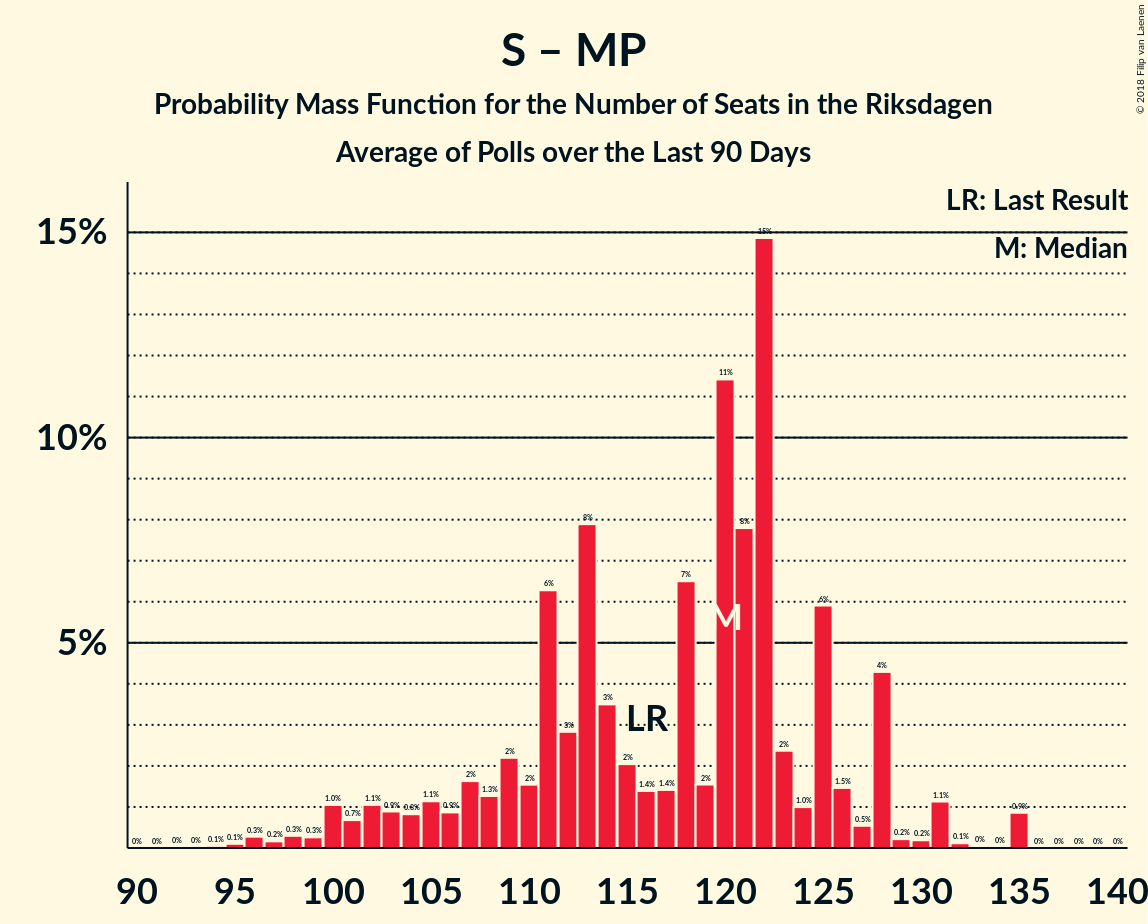 © 2018 Filip van Laenen
S – MP
Probability Mass Function for the Number of Seats in the Riksdagen
Average of Polls over the Last 90 Days
LR: Last Result
M: Median
15%
10%
5%
0% 0% 0% 0% 0.1% 0.1% 0.3% 0.2% 0.3% 0.3% 1.0% 0.7% 1.1% 0.9% 0.8% 1.1% 0.9% 2% 1.3% 2% 2% 6% 3% 8% 3% 2% 1.4% 1.4% 7% 2% 11% 8% 15% 2% 1.0% 6% 1.5% 0.5% 4% 0.2% 0.2% 1.1% 0.1% 0% 0% 0.9% 0% 0% 0% 0% 0%
LR
M
90 95 100 105 110 115 120 125 130 135 140